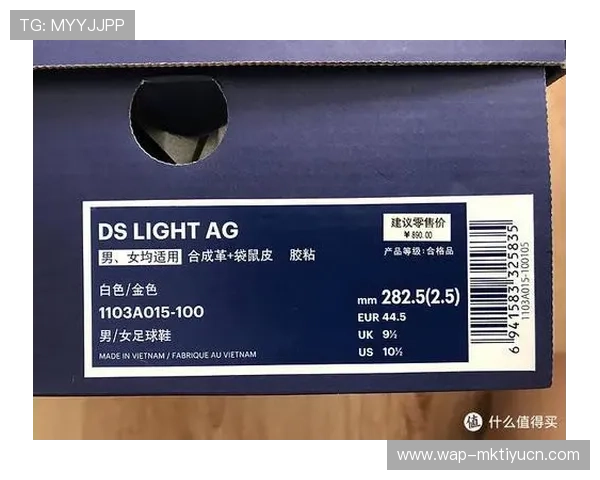 TG: MYYJJPP
DS LIGHT AG
男、女均适用 合成革+袋鼠皮 胶粘
白色/金色
1103A015-100
男/女足球鞋
MADE IN VIETNAM / FABRIQUE AU VIETNAM
建议零售价
¥890.00
产品等级: 合格品
mm 282.5(2.5)
EUR 44.5
UK 9½
US 10½
6 941583 325835
1103A015-100105
值 什么值得买
www.wap-mktiyucn.com